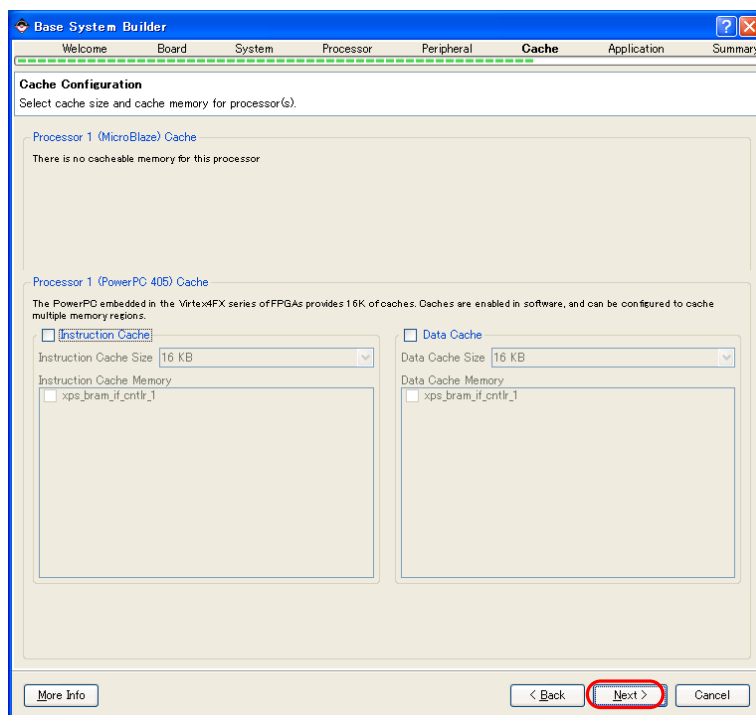 Base System Builder
Welcome Board System Processor Peripheral Cache Application Summary
Cache Configuration
Select cache size and cache memory for processor(s).
Processor 1 (MicroBlaze) Cache
There is no cacheable memory for this processor
Processor 1 (PowerPC 405) Cache
The PowerPC embedded in the Virtex4FX series of FPGAs provides 16K of caches. Caches are enabled in software, and can be configured to cache
multiple memory regions.
Instruction Cache
Instruction Cache Size 16 KB
Instruction Cache Memory
xps_bram_if_cntlr_1
Data Cache
Data Cache Size 16 KB
Data Cache Memory
xps_bram_if_cntlr_1
More Info < Back Next > Cancel